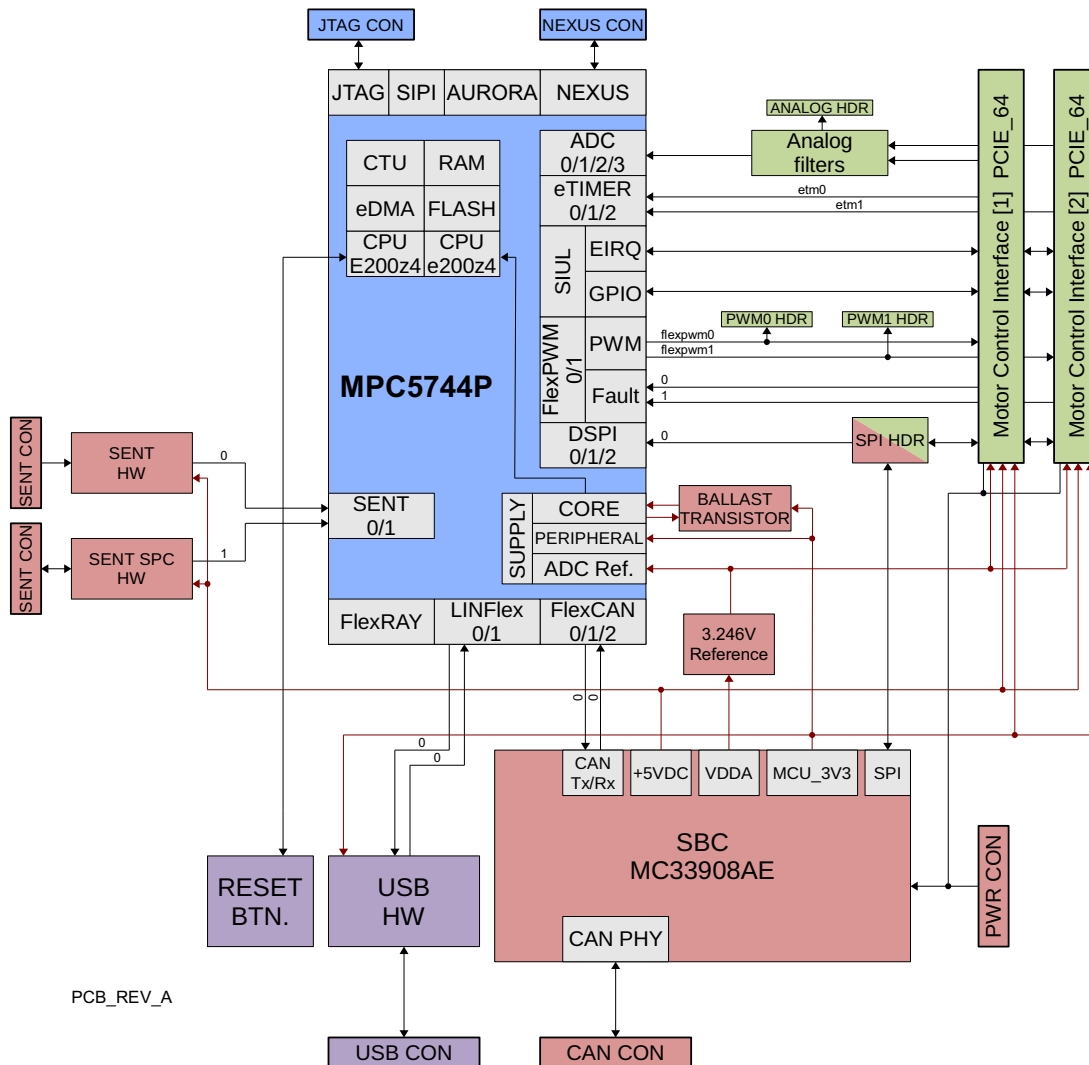 JTAG CON
NEXUS CON
JTAG
SIPI
AURORA
NEXUS
ANALOG HDR
ADC
0/1/2/3
Analog
filters
CTU
RAM
eDMA
FLASH
CPU
E200z4
CPU
e200z4
eTIMER
0/1/2
etm0
etm1
SIUL
EIRQ
GPIO
FlexPWM
0/1
PWM
Fault
flexpwm0
flexpwm1
PWM0 HDR
PWM1 HDR
0
1
Motor Control Interface [1] PCIE_64
Motor Control Interface [2] PCIE_64
MPC5744P
DSPI
0/1/2
0
SPI HDR
SENT CON
SENT
HW
0
SENT CON
SENT SPC
HW
1
SENT
0/1
SUPPLY
CORE
PERIPHERAL
ADC Ref.
BALLAST
TRANSISTOR
FlexRAY
LINFlex
0/1
FlexCAN
0/1/2
3.246V
Reference
0
0
0
0
CAN
Tx/Rx
+5VDC
VDDA
MCU_3V3
SPI
SBC
MC33908AE
CAN PHY
PWR CON
RESET
BTN.
USB
HW
PCB_REV_A
USB CON
CAN CON